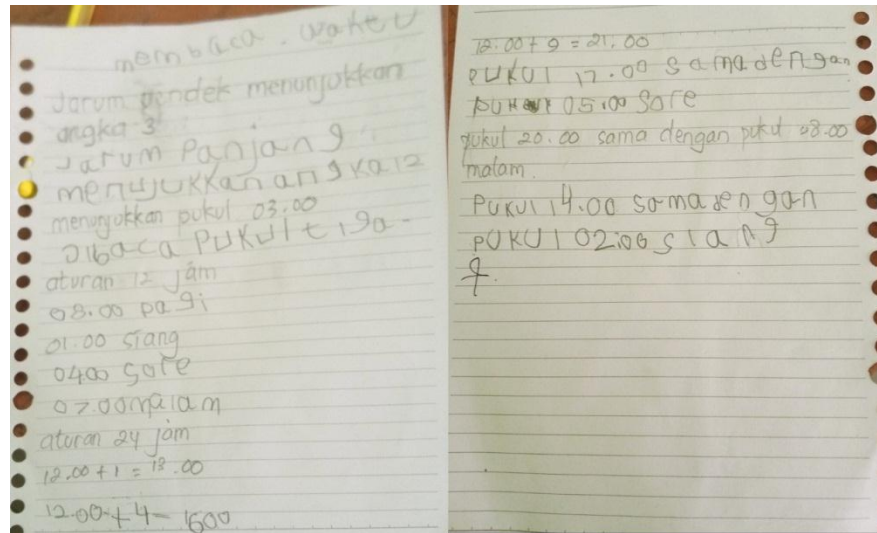 membaca. waktu
Jarum pendek menunjukkan
angka 3
Jarum Panjang
menujukkan angka 12
menunjukkan pukul 03.00
Dibaca Pukul tiga-
aturan 12 jam
08.00 pagi
01.00 siang
0400 sore
07.00 malam
aturan 24 jam
12.00 + 1 = 13.00
12.00 + 4 = 1600
12.00 + 9 = 21.00
pukul 17.00 sama dengan
05.00 sore
pukul 20.00 sama dengan pukul 08.00
malam.
Pukul 14.00 sama dengan
pukul 02:00 siang